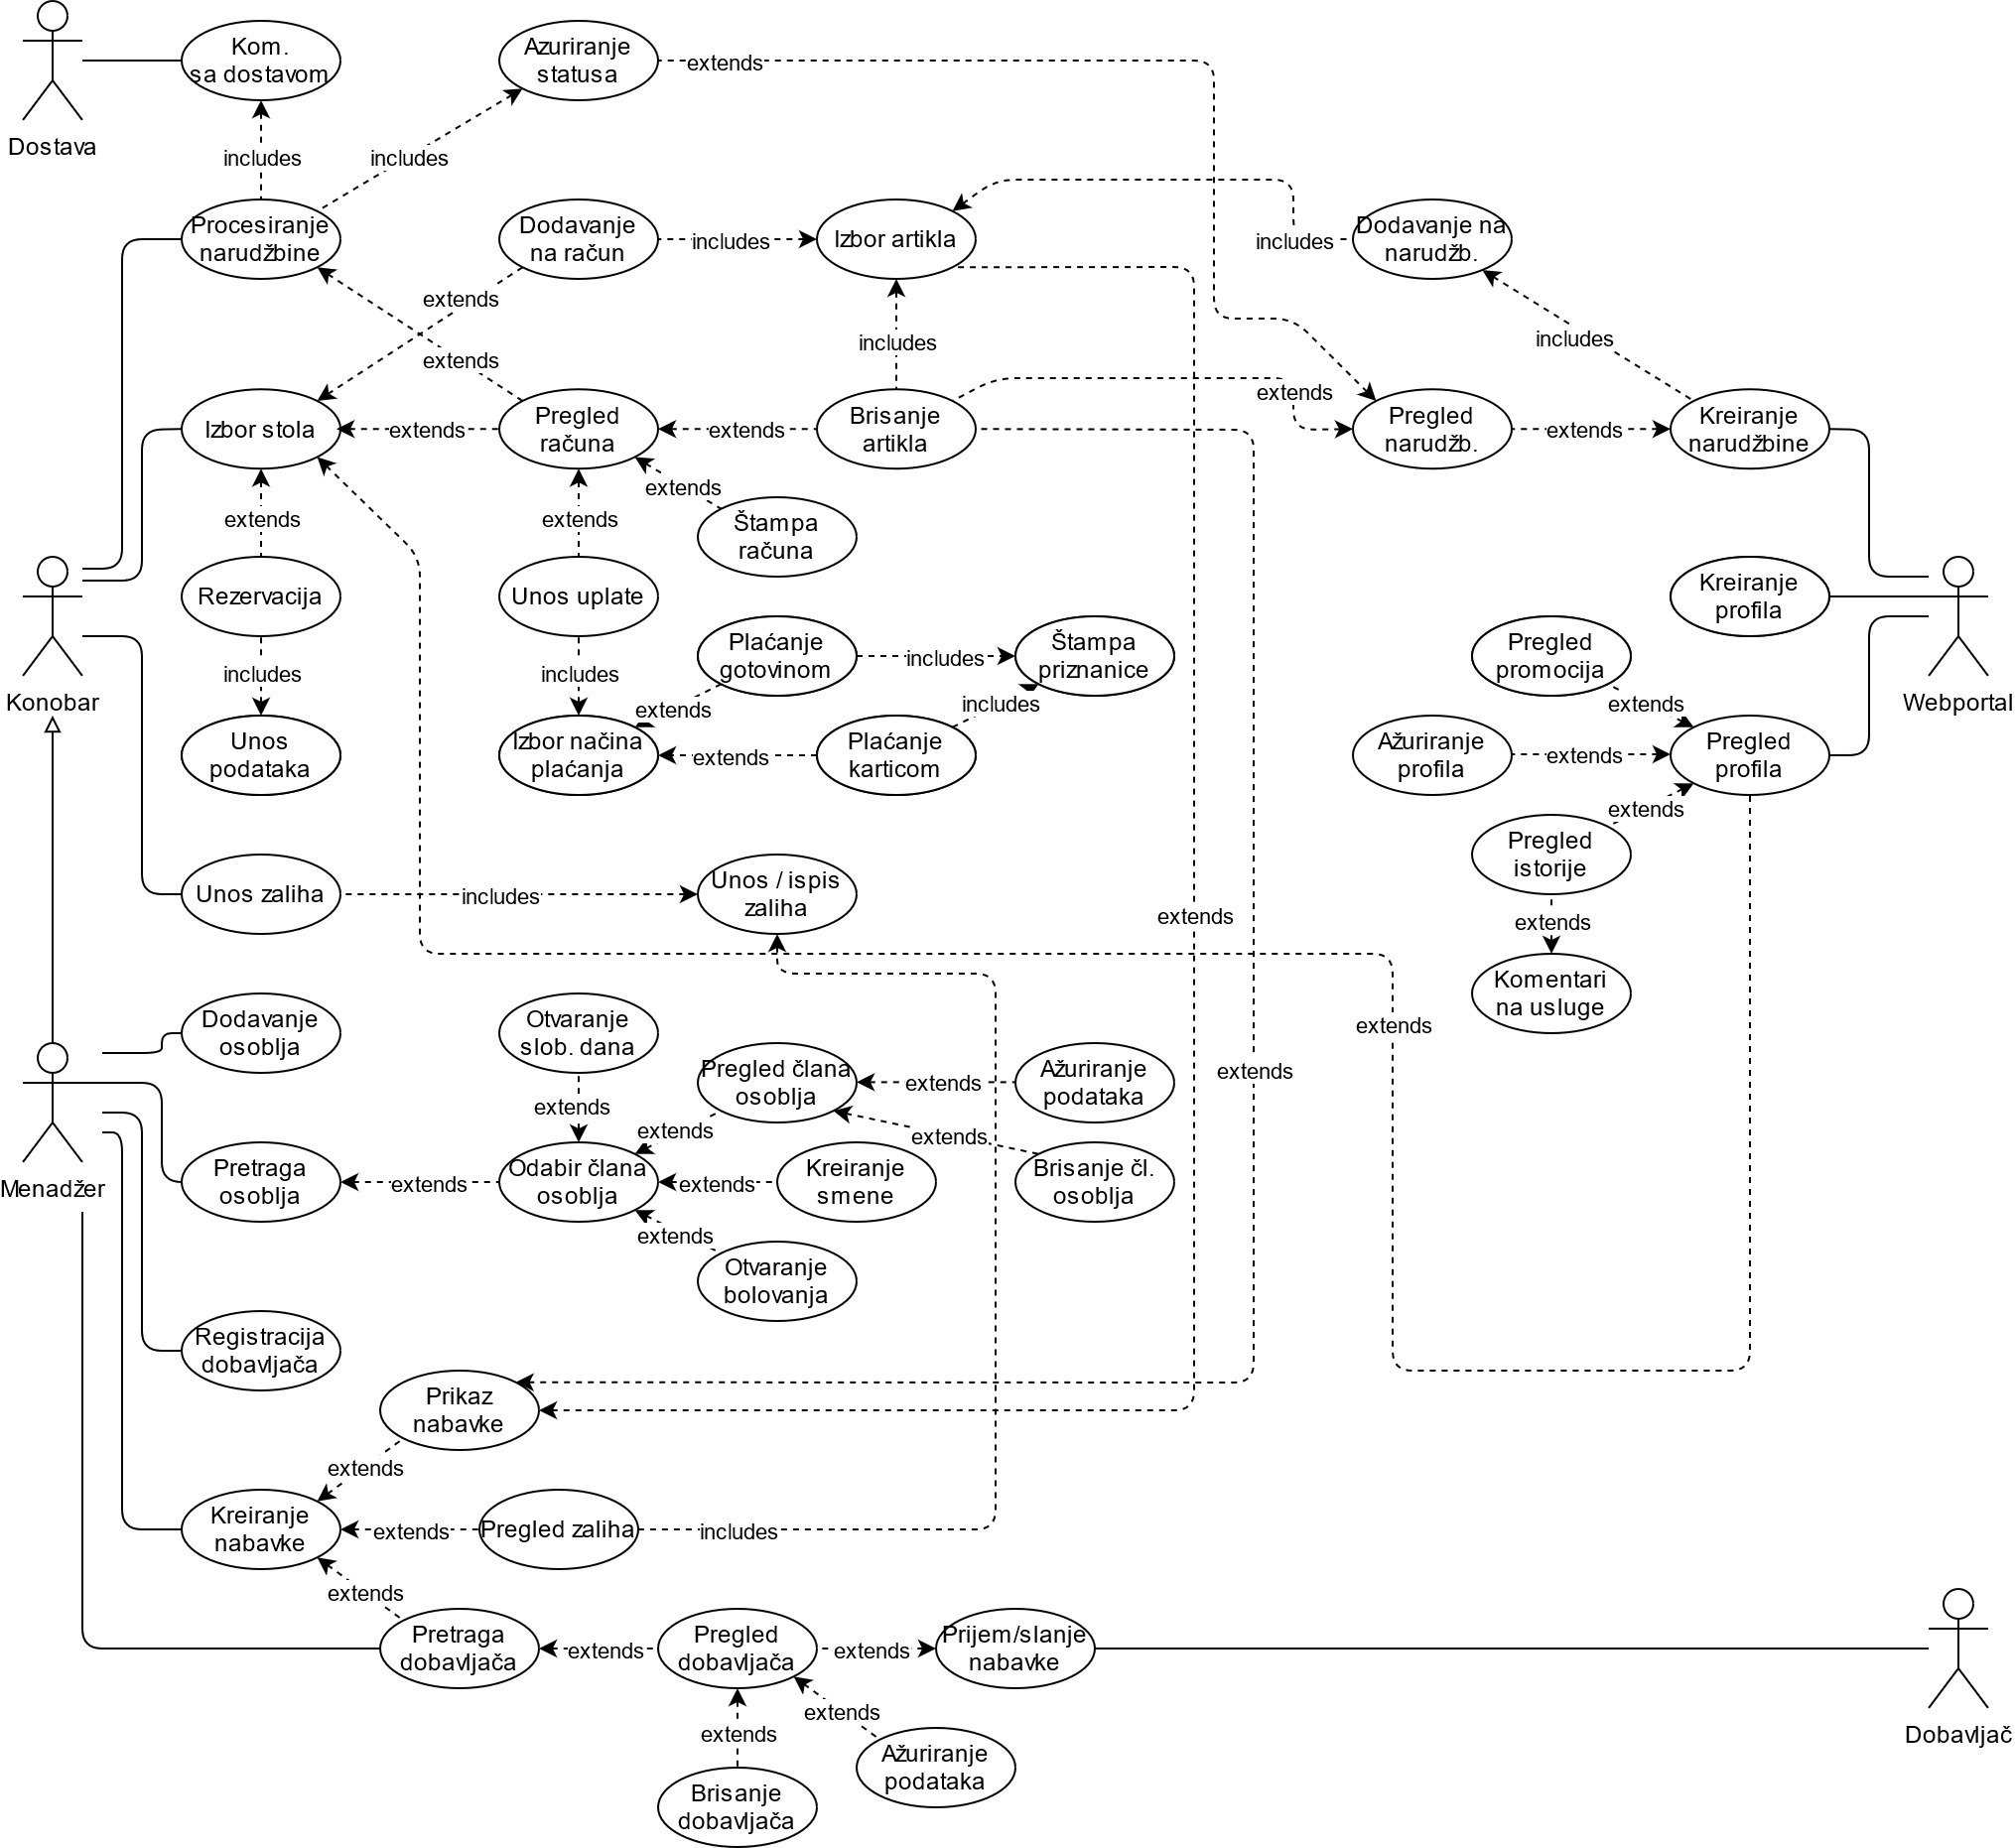 Kom.
sa dostavom
Azuriranje
statusa
extends
Dostava
includes
includes
Procesiranje
narudžbine
Dodavanje
na račun
includes
Izbor artikla
includes
Dodavanje na
narudžb.
extends
extends
includes
includes
Izbor stola
extends
Pregled
računa
extends
Brisanje
artikla
extends
Pregled
narudžb.
extends
Kreiranje
narudžbine
extends
extends
extends
Štampa
računa
Konobar
Rezervacija
Unos uplate
Kreiranje
profila
Webportal
includes
includes
Plaćanje
gotovinom
includes
Štampa
priznanice
Pregled
promocija
extends
includes
extends
Unos
podataka
Izbor načina
plaćanja
extends
Plaćanje
karticom
Ažuriranje
profila
extends
Pregled
profila
extends
Pregled
istorije
Unos zaliha
includes
Unos / ispis
zaliha
extends
extends
Komentari
na usluge
extends
Dodavanje
osoblja
Otvaranje
slob. dana
extends
Menadžer
extends
Pregled člana
osoblja
extends
Ažuriranje
podataka
extends
extends
Pretraga
osoblja
extends
Odabir člana
osoblja
extends
Kreiranje
smene
Brisanje čl.
osoblja
extends
Otvaranje
bolovanja
Registracija
dobavljača
Prikaz
nabavke
extends
Kreiranje
nabavke
extends
Pregled zaliha
includes
extends
Pretraga
dobavljača
extends
Pregled
dobavljača
extends
Prijem/slanje
nabavke
Dobavljač
extends
extends
Ažuriranje
podataka
Brisanje
dobavljača